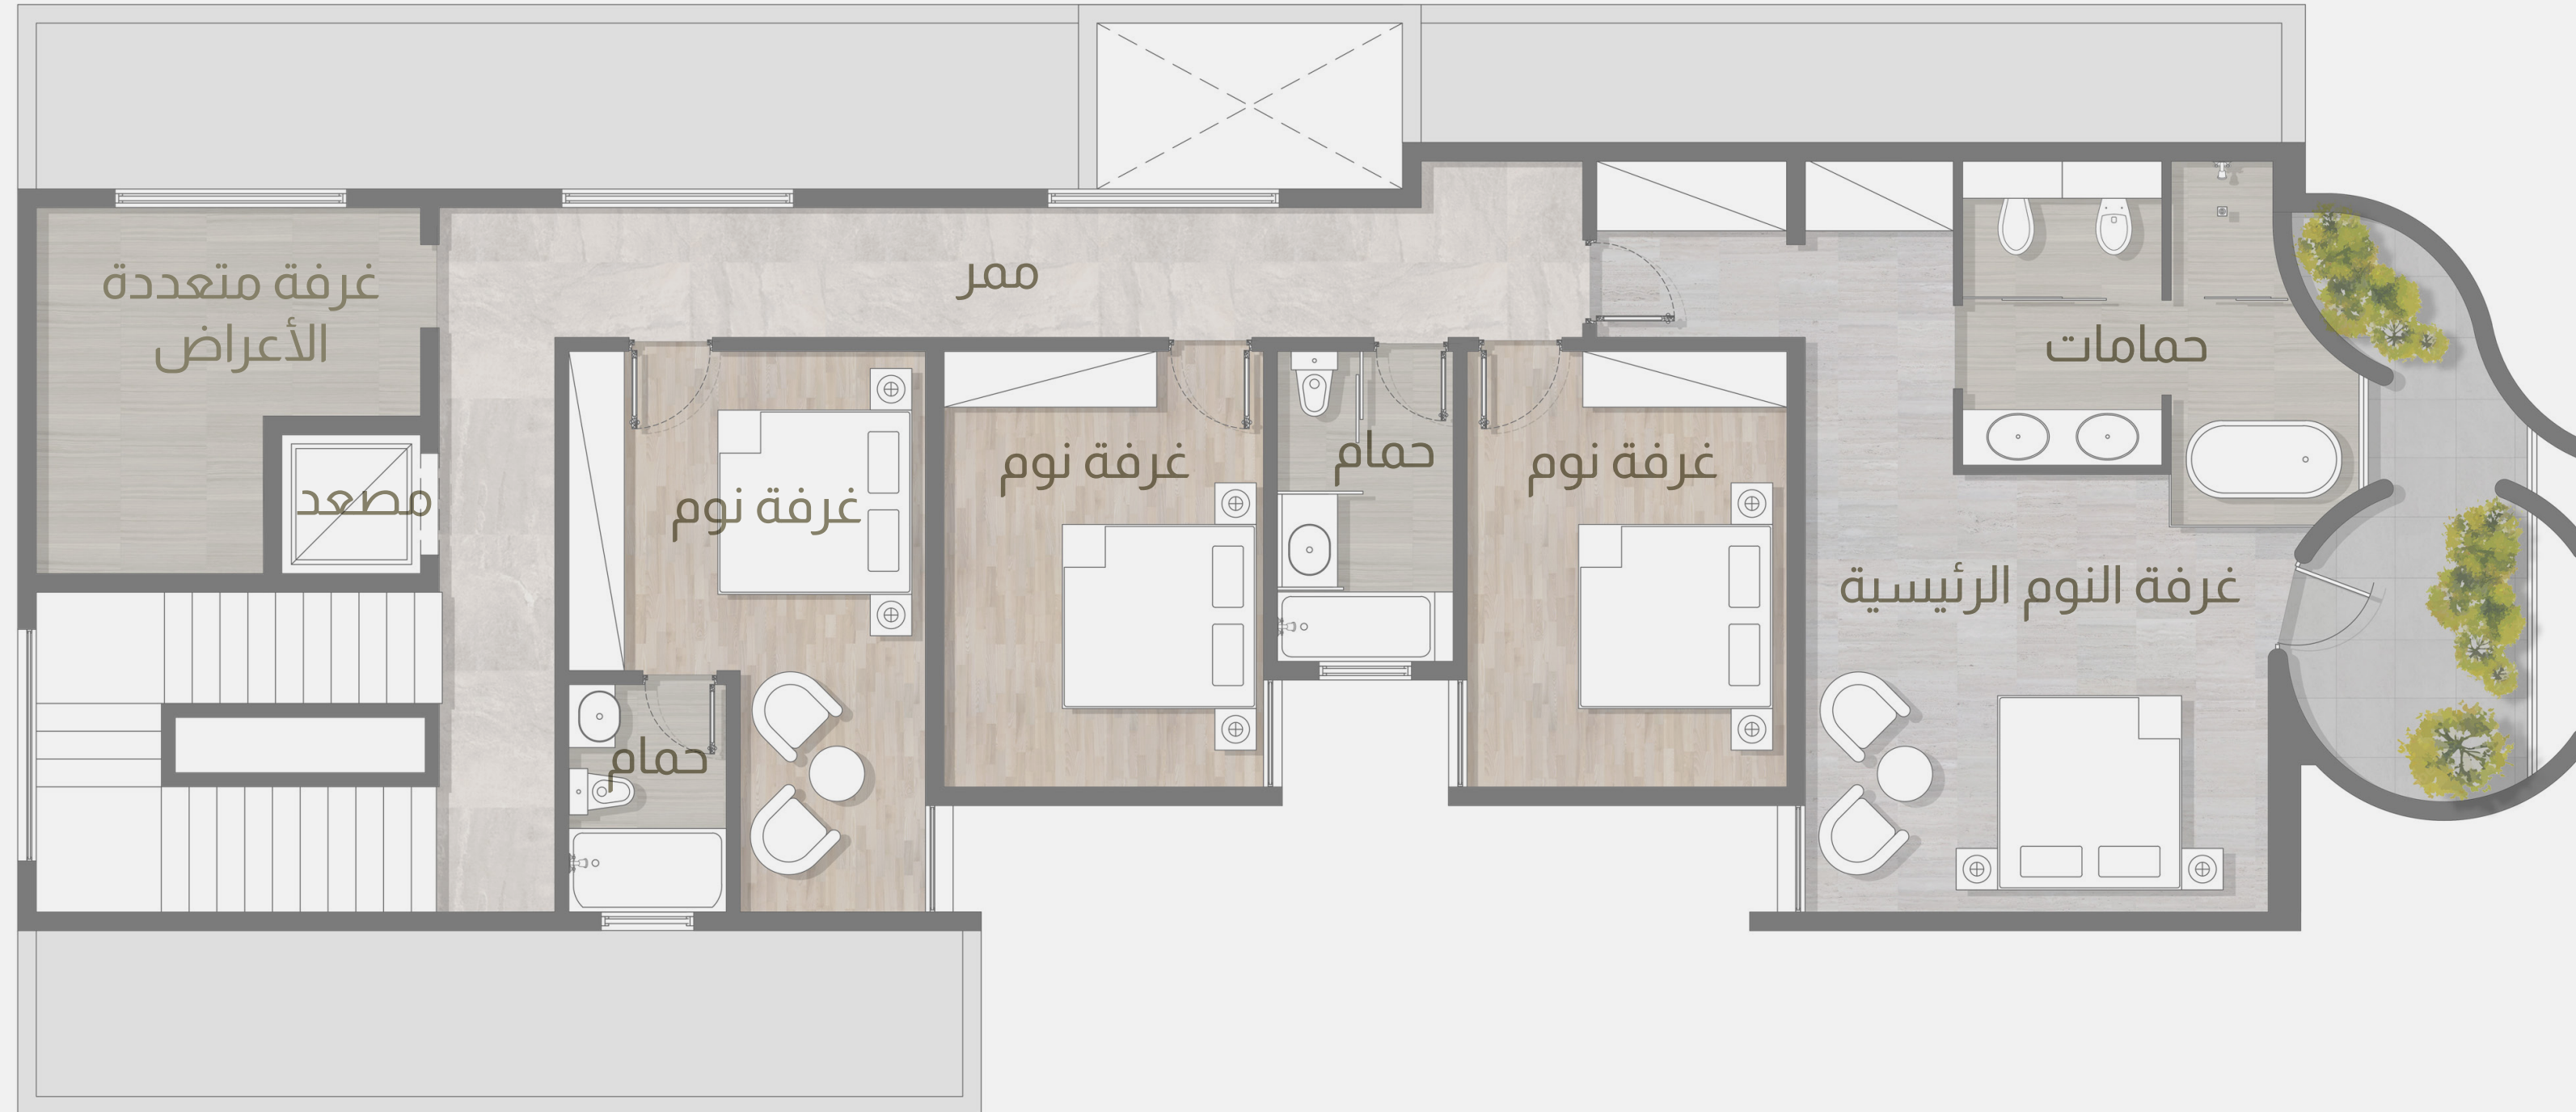 غرفة متعددة
الأعراض
ممر
حمامات
مصعد
غرفة نوم
غرفة نوم
حمام
غرفة نوم
غرفة النوم الرئيسية
حمام